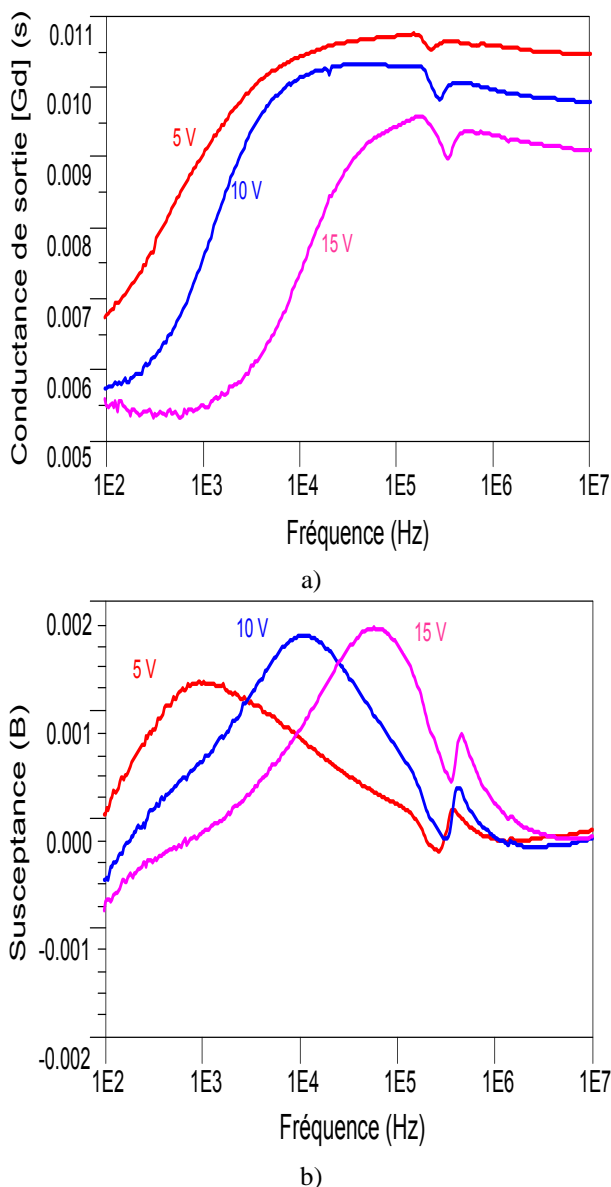 Conductance de sortie [Gd] (s)
0.011
0.010
0.009
0.008
0.007
0.006
0.005
5 V
10 V
15 V
1E2 1E3 1E4 1E5 1E6 1E7
Fréquence (Hz)
a)
Susceptance (B)
0.002
0.001
0.000
-0.001
-0.002
5 V
10 V
15 V
1E2 1E3 1E4 1E5 1E6 1E7
Fréquence (Hz)
b)